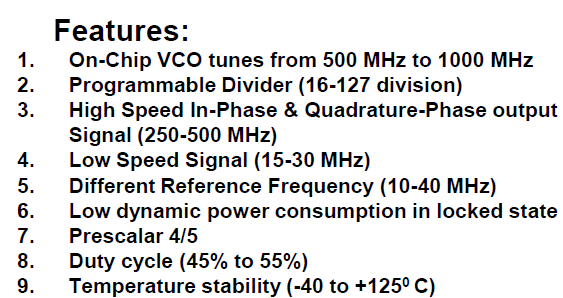 Features:
1. On-Chip VCO tunes from 500 MHz to 1000 MHz
2. Programmable Divider (16-127 division)
3. High Speed In-Phase & Quadrature-Phase output
Signal (250-500 MHz)
4. Low Speed Signal (15-30 MHz)
5. Different Reference Frequency (10-40 MHz)
6. Low dynamic power consumption in locked state
7. Prescalar 4/5
8. Duty cycle (45% to 55%)
9. Temperature stability (-40 to +125⁰ C)